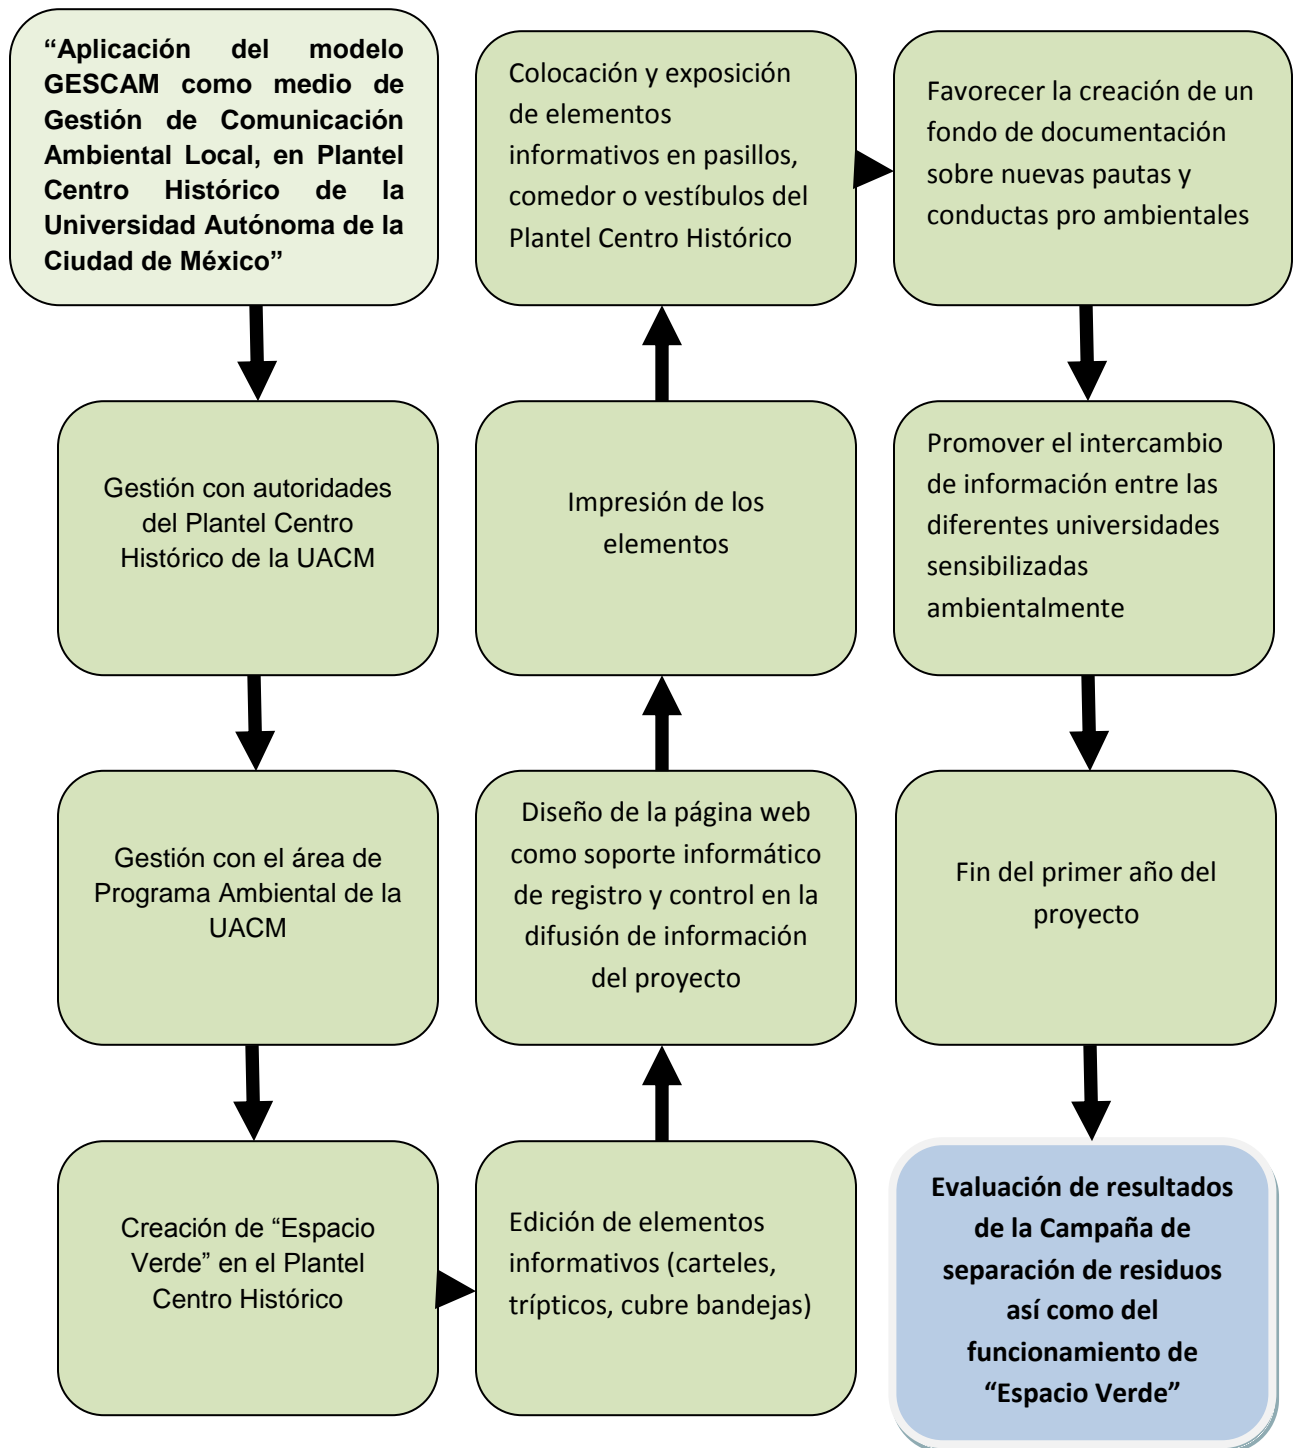 “Aplicación del modelo
GESCAM como medio de
Gestión de Comunicación
Ambiental Local, en Plantel
Centro Histórico de la
Universidad Autónoma de la
Ciudad de México”
Gestión con autoridades
del Plantel Centro
Histórico de la UACM
Gestión con el área de
Programa Ambiental de la
UACM
Creación de “Espacio
Verde” en el Plantel
Centro Histórico
Edición de elementos
informativos (carteles,
trípticos, cubre bandejas)
Diseño de la página web
como soporte informático
de registro y control en la
difusión de información
del proyecto
Impresión de los
elementos
Colocación y exposición
de elementos
informativos en pasillos,
comedor o vestíbulos del
Plantel Centro Histórico
Favorecer la creación de un
fondo de documentación
sobre nuevas pautas y
conductas pro ambientales
Promover el intercambio
de información entre las
diferentes universidades
sensibilizadas
ambientalmente
Fin del primer año del
proyecto
Evaluación de resultados
de la Campaña de
separación de residuos
así como del
funcionamiento de
“Espacio Verde”